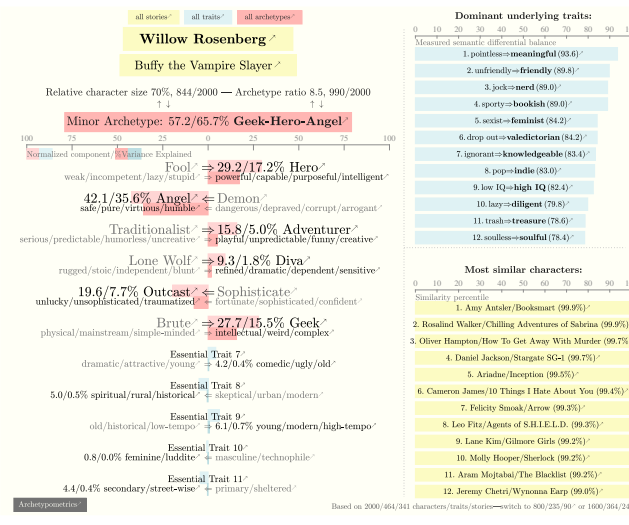 all stories↗ all traits↗ all archetypes↗
Willow Rosenberg↗
Buffy the Vampire Slayer↗
Relative character size 70%, 844/2000 — Archetype ratio 8.5, 990/2000
↑ ↓ ↑ ↓
Minor Archetype: 57.2/65.7% Geek-Hero-Angel↗
100 75 50 25 0 25 50 75 100
Normalized component/%Variance Explained
Fool↗ ⇒ 29.2/17.2% Hero↗
weak/incompetent/lazy/stupid↗ ⇒ powerful/capable/purposeful/intelligent↗
42.1/35.6% Angel↗ ⇐ Demon↗
safe/pure/virtuous/humble↗ ⇐ dangerous/depraved/corrupt/arrogant↗
Traditionalist↗ ⇒ 15.8/5.0% Adventurer↗
serious/predictable/humorless/uncreative↗ ⇒ playful/unpredictable/funny/creative↗
Lone Wolf↗ ⇒ 9.3/1.8% Diva↗
rugged/stoic/independent/blunt↗ ⇒ refined/dramatic/dependent/sensitive↗
19.6/7.7% Outcast↗ ⇐ Sophisticate↗
unlucky/unsophisticated/traumatized↗ ⇐ fortunate/sophisticated/confident↗
Brute↗ ⇒ 27.7/15.5% Geek↗
physical/mainstream/simple-minded↗ ⇒ intellectual/weird/complex↗
Essential Trait 7↗
dramatic/attractive/young↗ ⇒ 4.2/0.4% comedic/ugly/old↗
Essential Trait 8↗
5.0/0.5% spiritual/rural/historical↗ ⇐ skeptical/urban/modern↗
Essential Trait 9↗
old/historical/low-tempo↗ ⇒ 6.1/0.7% young/modern/high-tempo↗
Essential Trait 10↗
0.8/0.0% feminine/luddite↗ ⇐ masculine/technophile↗
Essential Trait 11↗
4.4/0.4% secondary/street-wise↗ ⇐ primary/sheltered↗
Archetypometrics↗
Dominant underlying traits:
0 10 20 30 40 50 60 70 80 90
Measured semantic differential balance
1. pointless⇒meaningful (93.6)↗
2. unfriendly⇒friendly (89.8)↗
3. jock⇒nerd (89.0)↗
4. sporty⇒bookish (89.0)↗
5. sexist⇒feminist (84.2)↗
6. drop out⇒valedictorian (84.2)↗
7. ignorant⇒knowledgeable (83.4)↗
8. pop⇒indie (83.0)↗
9. low IQ⇒high IQ (82.4)↗
10. lazy⇒diligent (79.8)↗
11. trash⇒treasure (78.6)↗
12. soulless⇒soulful (78.4)↗
Most similar characters:
0 10 20 30 40 50 60 70 80 90
Similarity percentile
1. Amy Antsler/Booksmart (99.9%)↗
2. Rosalind Walker/Chilling Adventures of Sabrina (99.9%)
3. Oliver Hampton/How To Get Away With Murder (99.7%
4. Daniel Jackson/Stargate SG-1 (99.7%)↗
5. Ariadne/Inception (99.5%)↗
6. Cameron James/10 Things I Hate About You (99.4%)↗
7. Felicity Smoak/Arrow (99.3%)↗
8. Leo Fitz/Agents of S.H.I.E.L.D. (99.3%)↗
9. Lane Kim/Gilmore Girls (99.2%)↗
10. Molly Hooper/Sherlock (99.2%)↗
11. Aram Mojtabai/The Blacklist (99.2%)↗
12. Jeremy Chetri/Wynonna Earp (99.0%)↗
Based on 2000/464/341 characters/traits/stories—switch to 800/235/90↗ or 1600/364/24